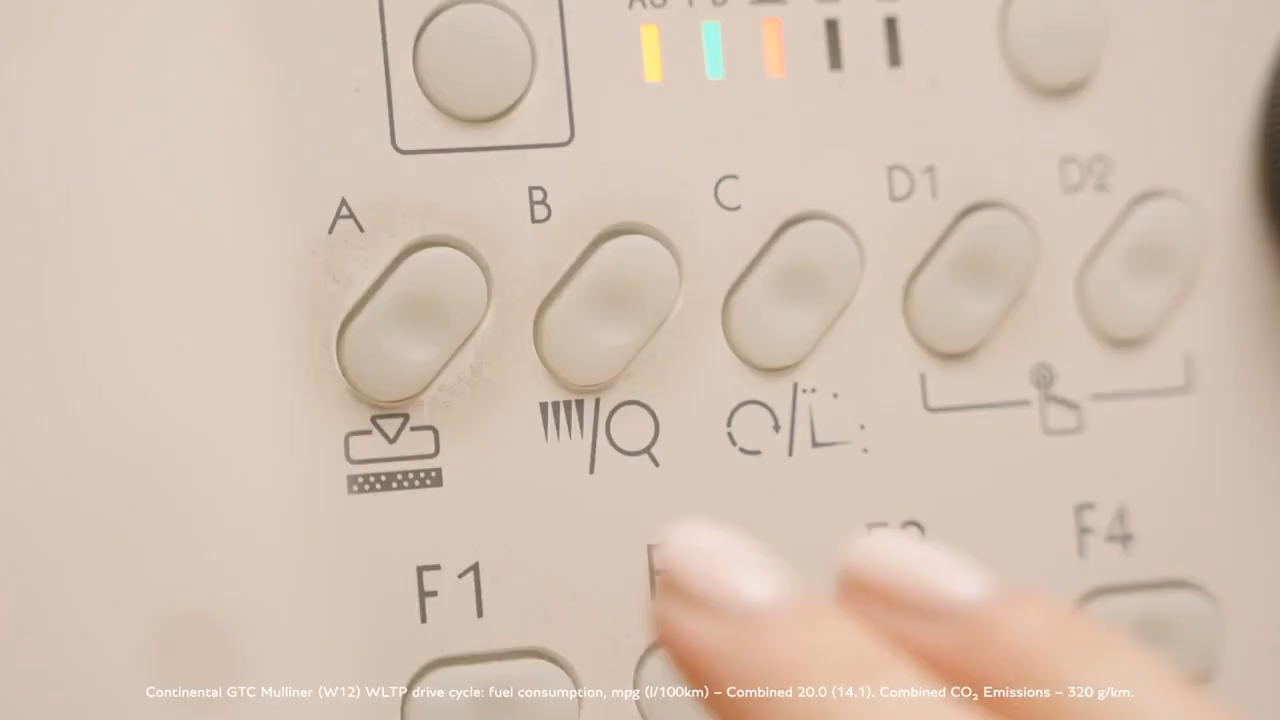 A B C D1 D2
F1 F F4
Continental GTC Mulliner (W12) WLTP drive cycle: fuel consumption, mpg (l/100km) – Combined 20.0 (14.1). Combined CO₂ Emissions – 320 g/km.